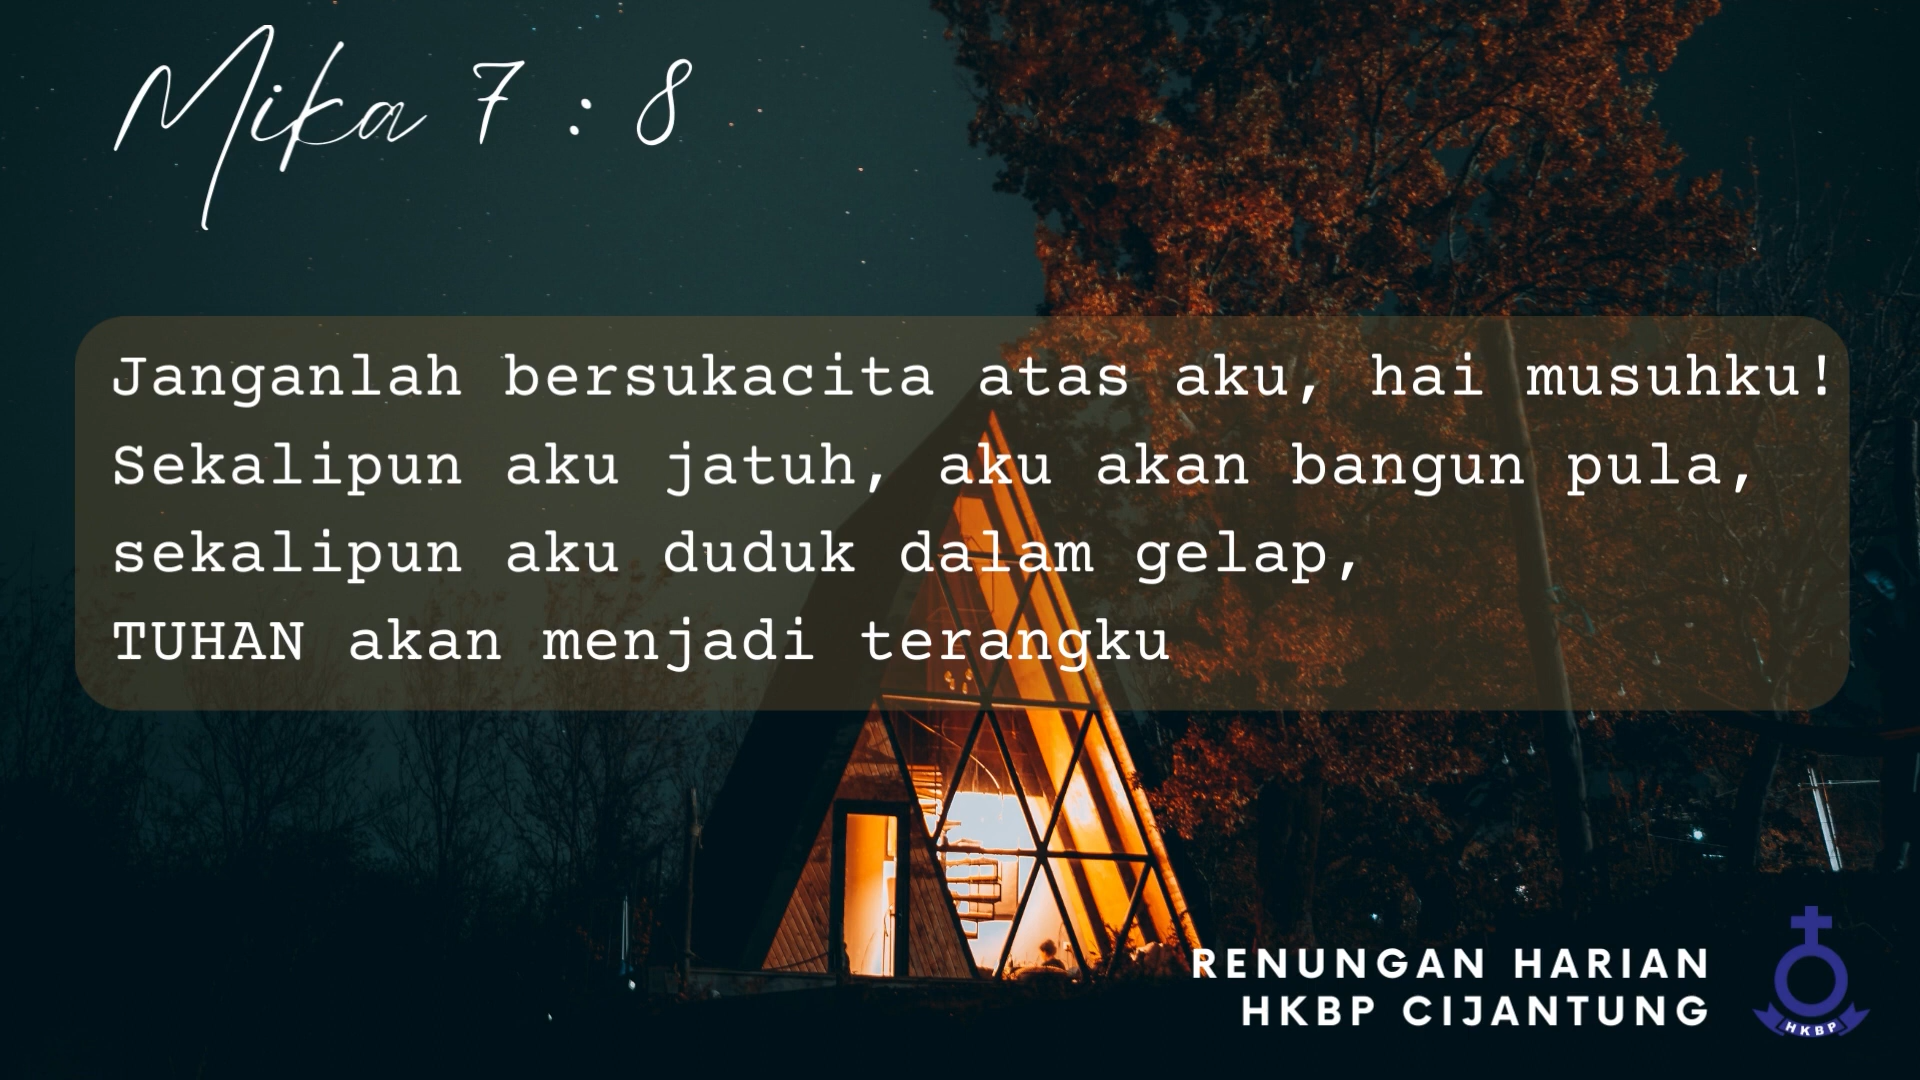 Mika 7 : 8
Janganlah bersukacita atas aku, hai musuhku!
Sekalipun aku jatuh, aku akan bangun pula,
sekalipun aku duduk dalam gelap,
TUHAN akan menjadi terangku
RENUNGAN HARIAN
HKBP CIJANTUNG
HKBP